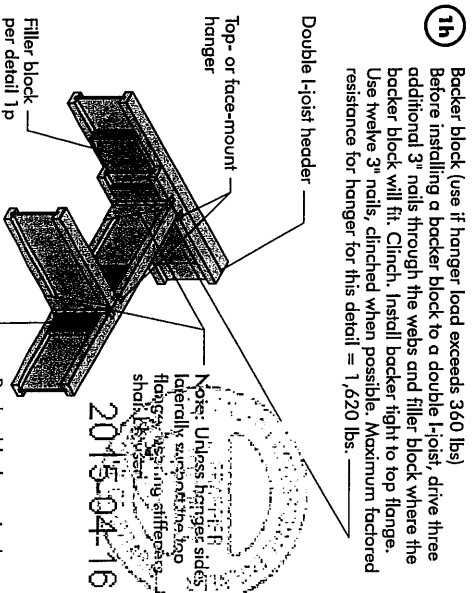 1h
Backer block (use if hanger load exceeds 360 lbs)
Before installing a backer block to a double I-joist, drive three
additional 3" nails through the webs and filler block where the
backer block will fit. Clinch. Install backer tight to top flange.
Use twelve 3" nails, clinched when possible. Maximum factored
resistance for hanger for this detail = 1,620 lbs.
Double I-joist header
Top- or face-mount
hanger
Filler block
per detail 1p
Note: Unless hanger sides
laterally support the top
flange, bearing stiffeners
shall be used.
2015-04-16